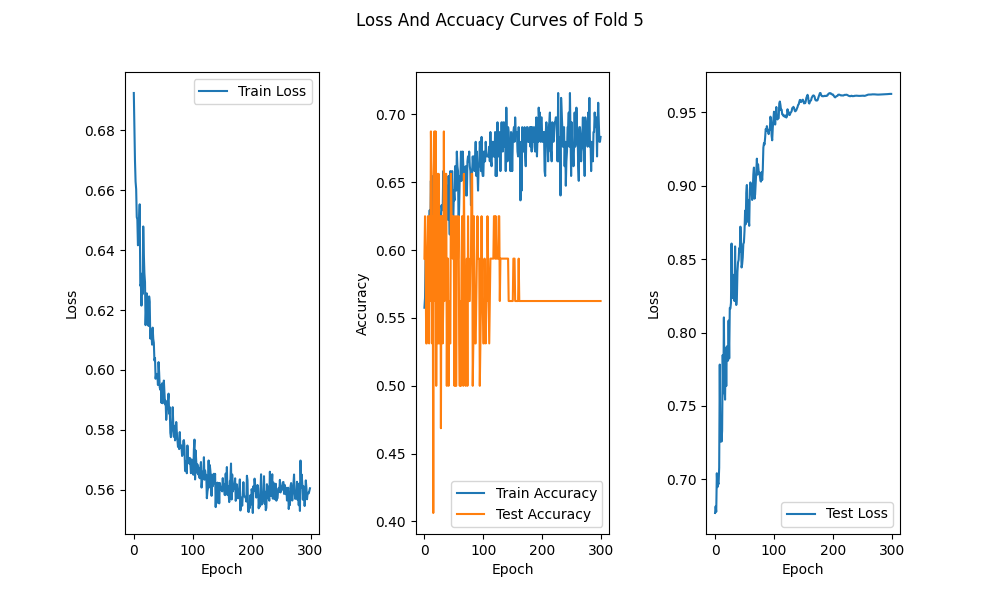 Loss And Accuacy Curves of Fold 5
Loss
0.68
0.66
0.64
0.62
0.60
0.58
0.56
Train Loss
0 100 200 300
Epoch
Accuracy
0.70
0.65
0.60
0.55
0.50
0.45
0.40
Train Accuracy
Test Accuracy
0 100 200 300
Epoch
Loss
0.95
0.90
0.85
0.80
0.75
0.70
Test Loss
0 100 200 300
Epoch